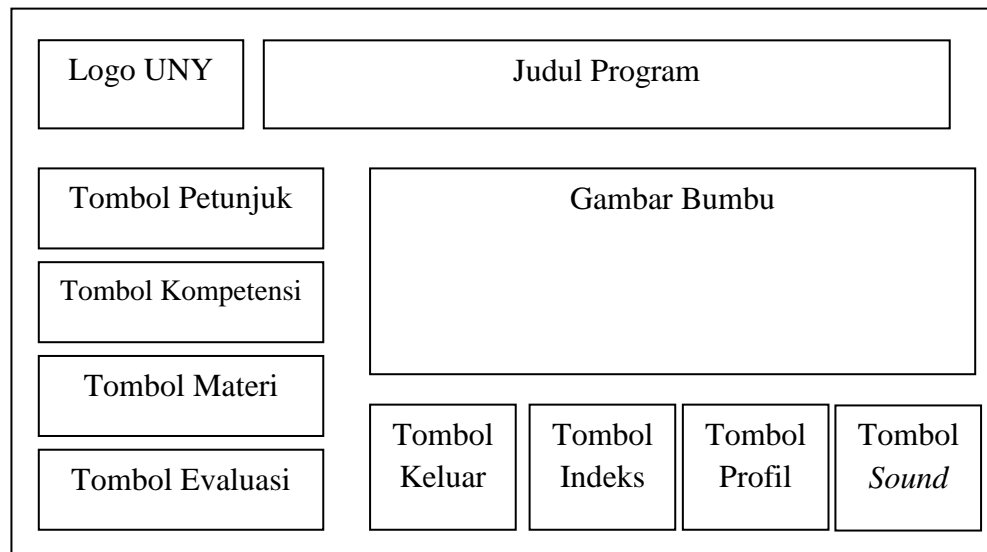 Logo UNY
Judul Program
Tombol Petunjuk
Gambar Bumbu
Tombol Kompetensi
Tombol Materi
Tombol Evaluasi
Tombol
Keluar
Tombol
Indeks
Tombol
Profil
Tombol
Sound